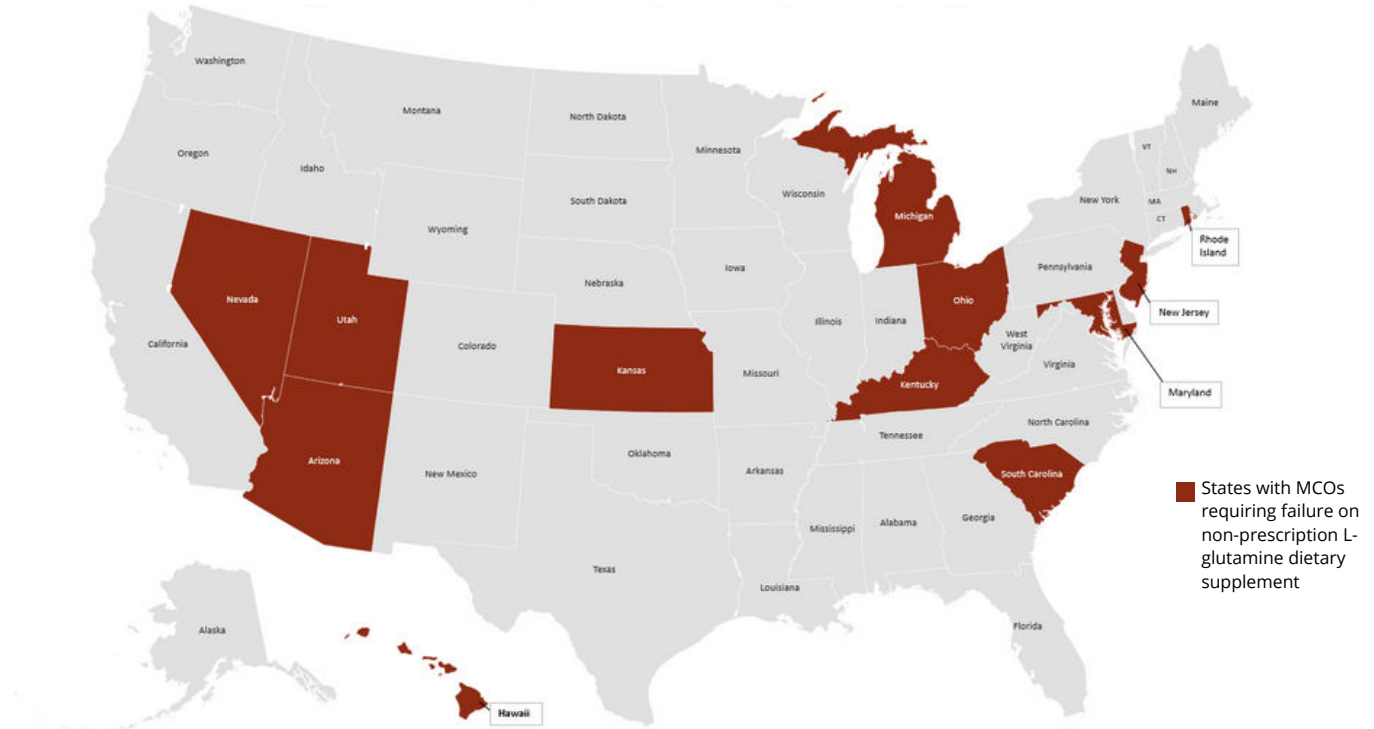 Washington
Montana
North Dakota
Minnesota
Maine
Oregon
Idaho
VT
NH
Wisconsin
South Dakota
New York
MA
Michigan
CT
Wyoming
Rhode
Island
Iowa
Pennsylvania
Nebraska
Nevada
Ohio
New Jersey
Utah
Illinois
Indiana
California
Colorado
West
Virginia
Virginia
Kansas
Missouri
Kentucky
Maryland
North Carolina
Tennessee
Oklahoma
Arizona
New Mexico
Arkansas
South Carolina
States with MCOs
requiring failure on
non-prescription L-
glutamine dietary
supplement
Mississippi
Alabama
Georgia
Texas
Louisiana
Florida
Alaska
Hawaii